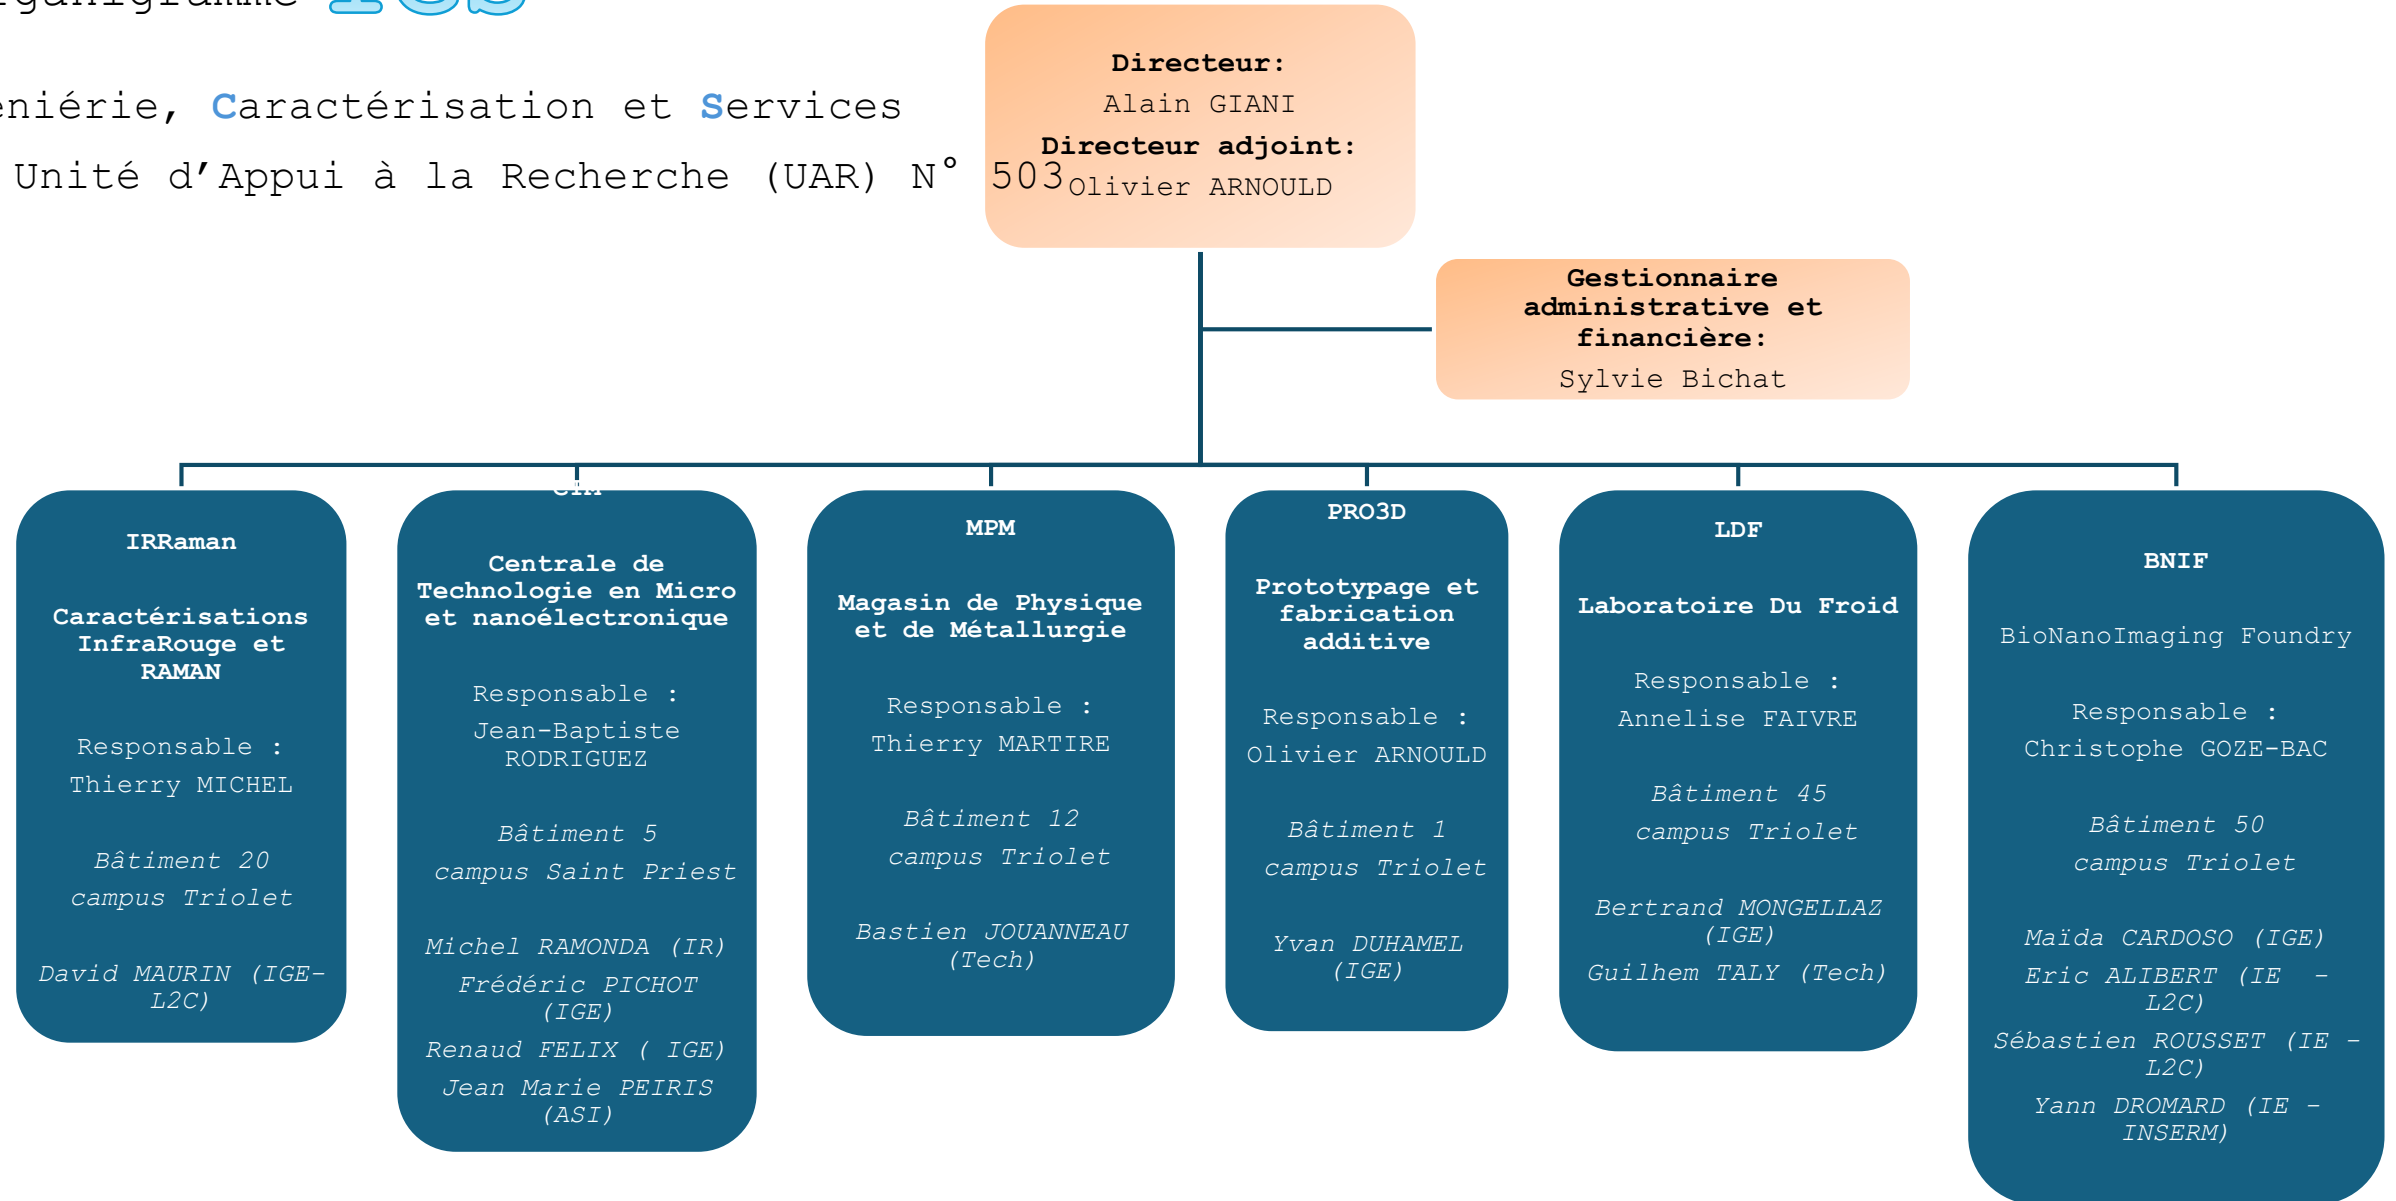 ICS
Caractérisation et Services
Unité d’Appui à la Recherche (UAR) N° 503
Directeur:
Alain GIANI
Directeur adjoint:
Olivier ARNOULD
Gestionnaire
administrative et
financière:
Sylvie Bichat
IRRaman
Caractérisations
InfraRouge et
RAMAN
Responsable :
Thierry MICHEL
Bâtiment 20
campus Triolet
David MAURIN (IGE-
L2C)
Centrale de
Technologie en Micro
et nanoélectronique
Responsable :
Jean-Baptiste
RODRIGUEZ
Bâtiment 5
campus Saint Priest
Michel RAMONDA (IR)
Frédéric PICHOT
(IGE)
Renaud FELIX ( IGE)
Jean Marie PEIRIS
(ASI)
MPM
Magasin de Physique
et de Métallurgie
Responsable :
Thierry MARTIRE
Bâtiment 12
campus Triolet
Bastien JOUANNEAU
(Tech)
PRO3D
Prototypage et
fabrication
additive
Responsable :
Olivier ARNOULD
Bâtiment 1
campus Triolet
Yvan DUHAMEL
(IGE)
LDF
Laboratoire Du Froid
Responsable :
Annelise FAIVRE
Bâtiment 45
campus Triolet
Bertrand MONGELLAZ
(IGE)
Guilhem TALY (Tech)
BNIF
BioNanoImaging Foundry
Responsable :
Christophe GOZE-BAC
Bâtiment 50
campus Triolet
Maïda CARDOSO (IGE)
Eric ALIBERT (IE -
L2C)
Sébastien ROUSSET (IE -
L2C)
Yann DROMARD (IE -
INSERM)